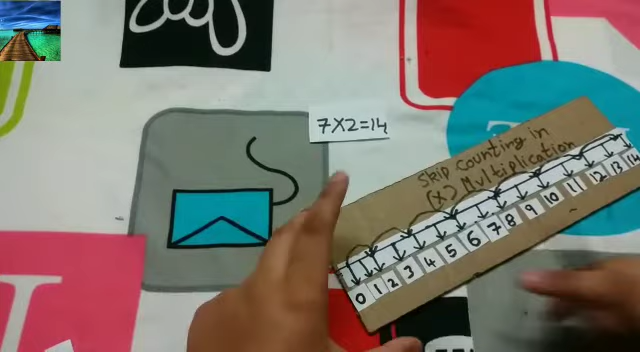 7X2=14
Skip counting in
(X) Multiplication
0 1 2 3 4 5 6 7 8 9 10 11 12 13 14